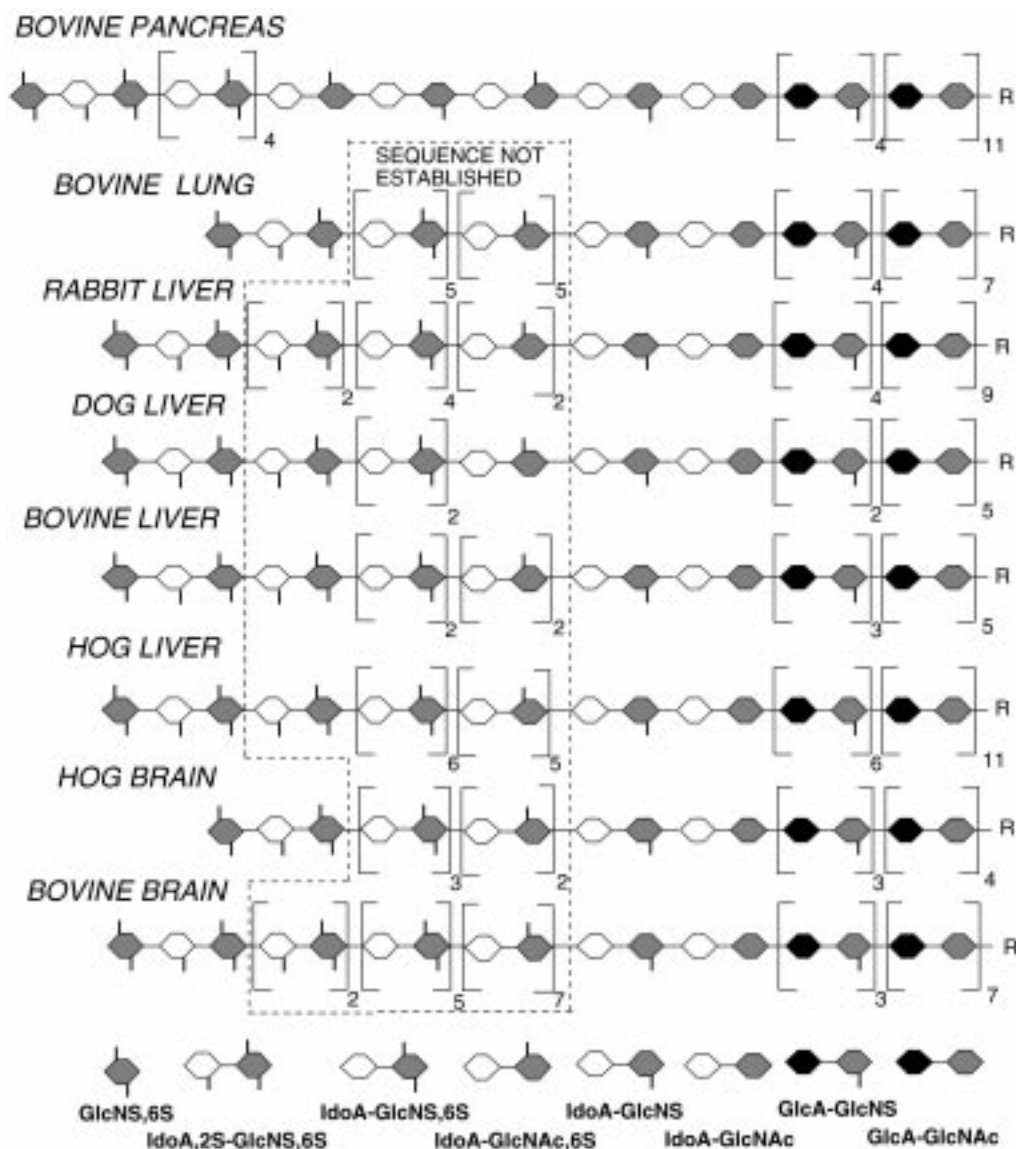 BOVINE PANCREAS
R
4
4
11
SEQUENCE NOT
ESTABLISHED
BOVINE LUNG
R
5
5
4
7
RABBIT LIVER
R
2
4
2
4
9
DOG LIVER
R
2
2
5
BOVINE LIVER
R
2
2
3
5
HOG LIVER
R
6
5
6
11
HOG BRAIN
R
3
2
3
4
BOVINE BRAIN
R
2
5
7
3
7
GlcNS,6S
IdoA,2S-GlcNS,6S
IdoA-GlcNS,6S
IdoA-GlcNAc,6S
IdoA-GlcNS
IdoA-GlcNAc
GlcA-GlcNS
GlcA-GlcNAc